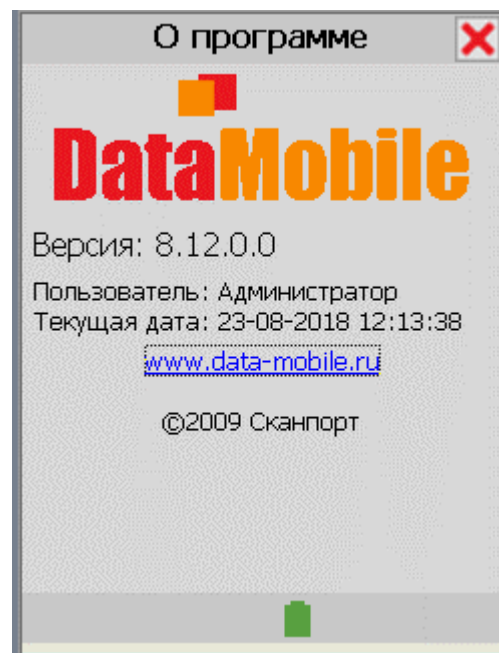 О программе
DataMobile
Версия: 8.12.0.0
Пользователь: Администратор
Текущая дата: 23-08-2018 12:13:38
www.data-mobile.ru
©2009 Сканпорт